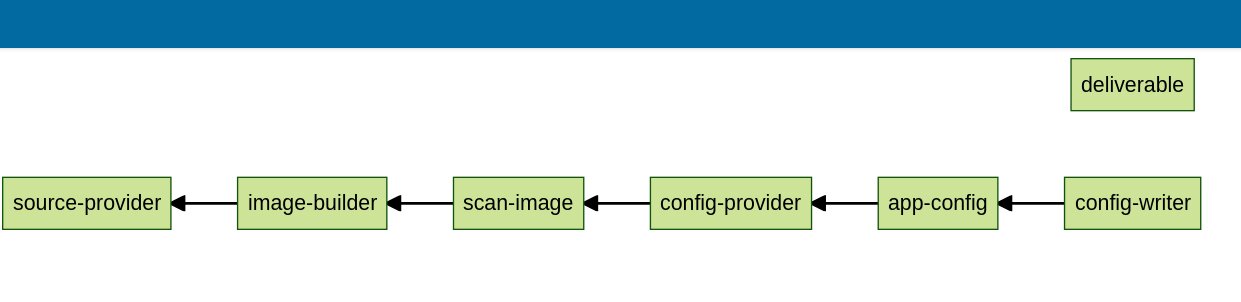 deliverable
source-provider
image-builder
scan-image
config-provider
app-config
config-writer